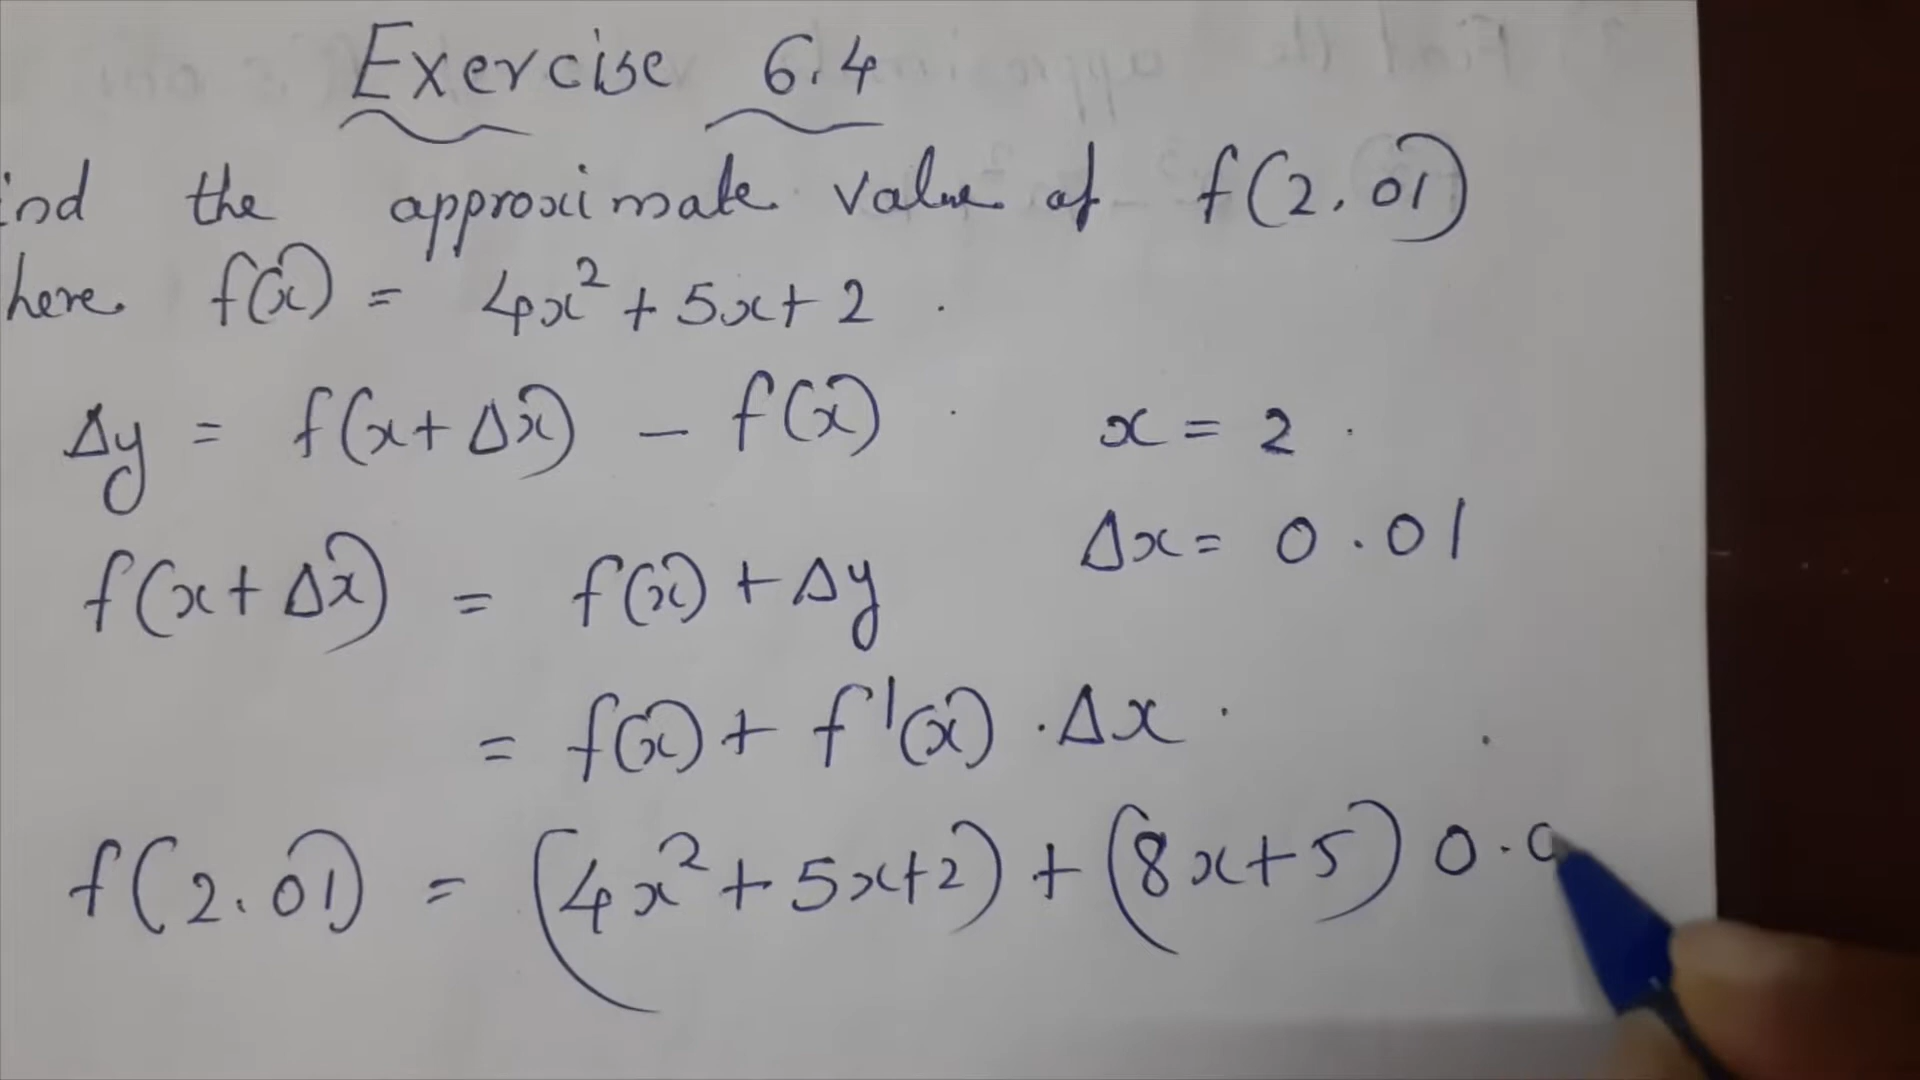 Exercise 6.4
ind the approximate value of f(2.01)
here f(x) = 4x² + 5x + 2 .
Δy = f(x+Δx) - f(x) . x = 2 .
Δx = 0.01
f(x+Δx) = f(x) + Δy
= f(x) + f'(x) . Δx .
f(2.01) = (4x² + 5x+2) + (8x+5) 0.0